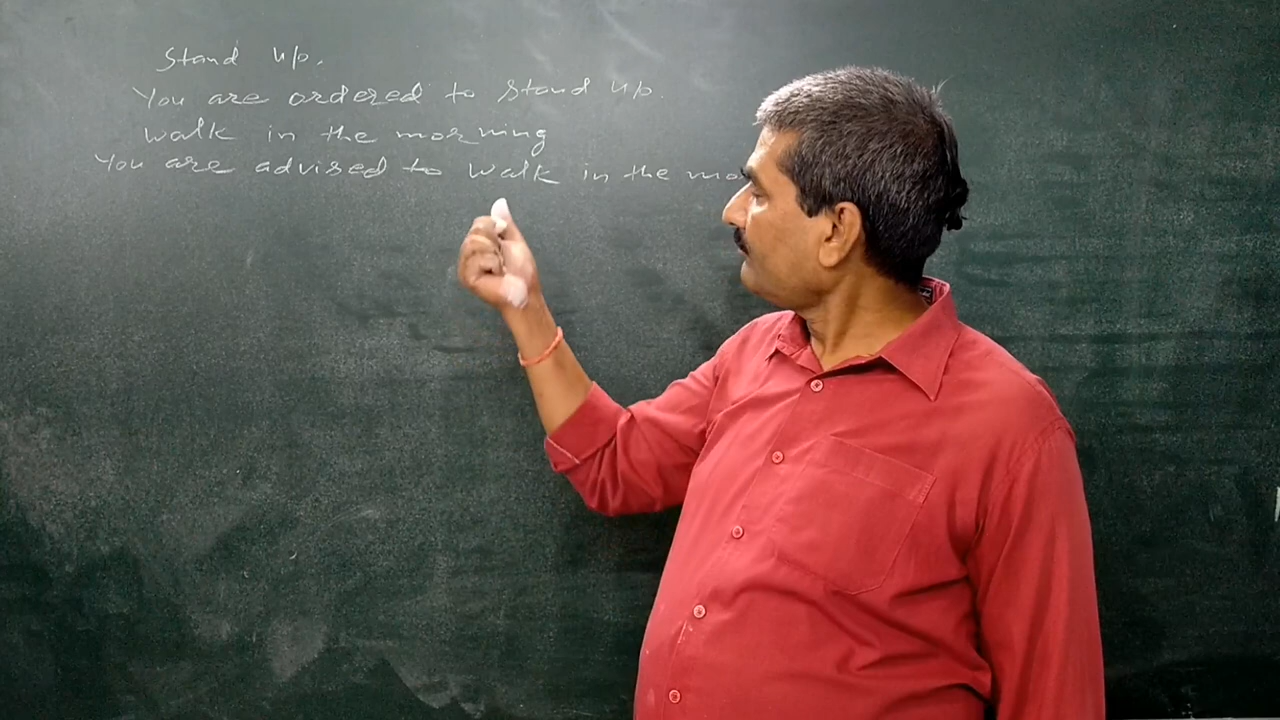 Stand up.
You are ordered to stand up.
Walk in the morning
You are advised to walk in the